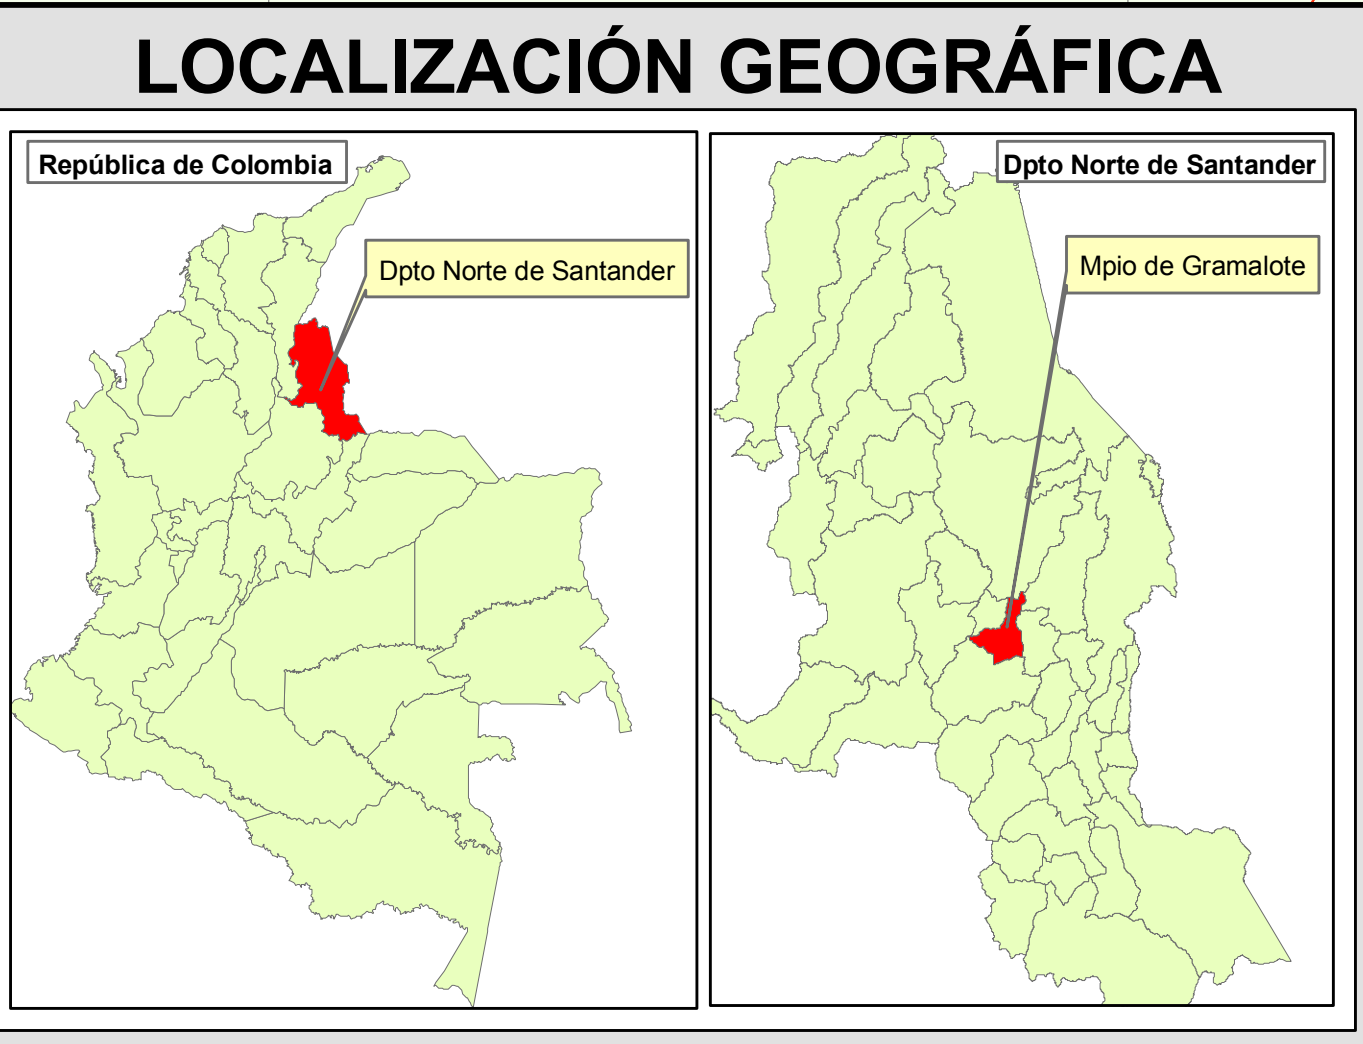 LOCALIZACIÓN GEOGRÁFICA
República de Colombia
Dpto Norte de Santander
Dpto Norte de Santander
Mpio de Gramalote